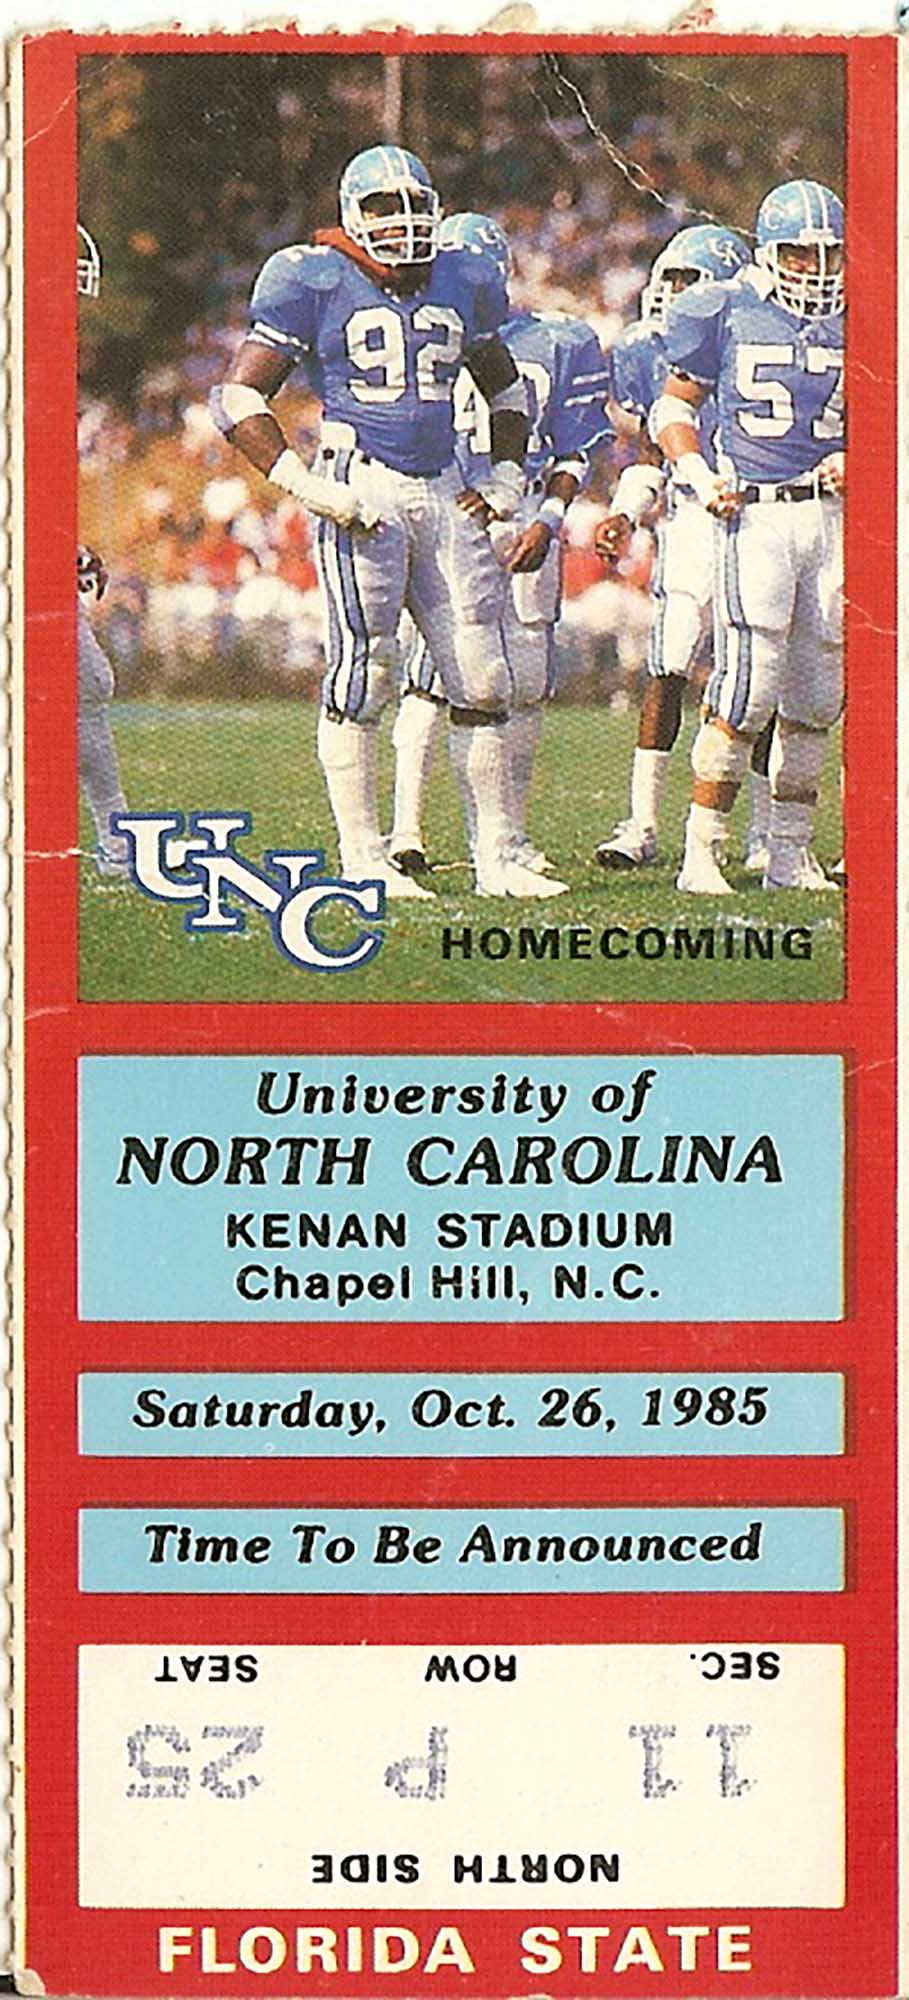 92
40
57
UNC
HOMECOMING
University of
NORTH CAROLINA
KENAN STADIUM
Chapel Hill, N.C.
Saturday, Oct. 26, 1985
Time To Be Announced
NORTH SIDE
11 P 25
SEC. ROW SEAT
FLORIDA STATE